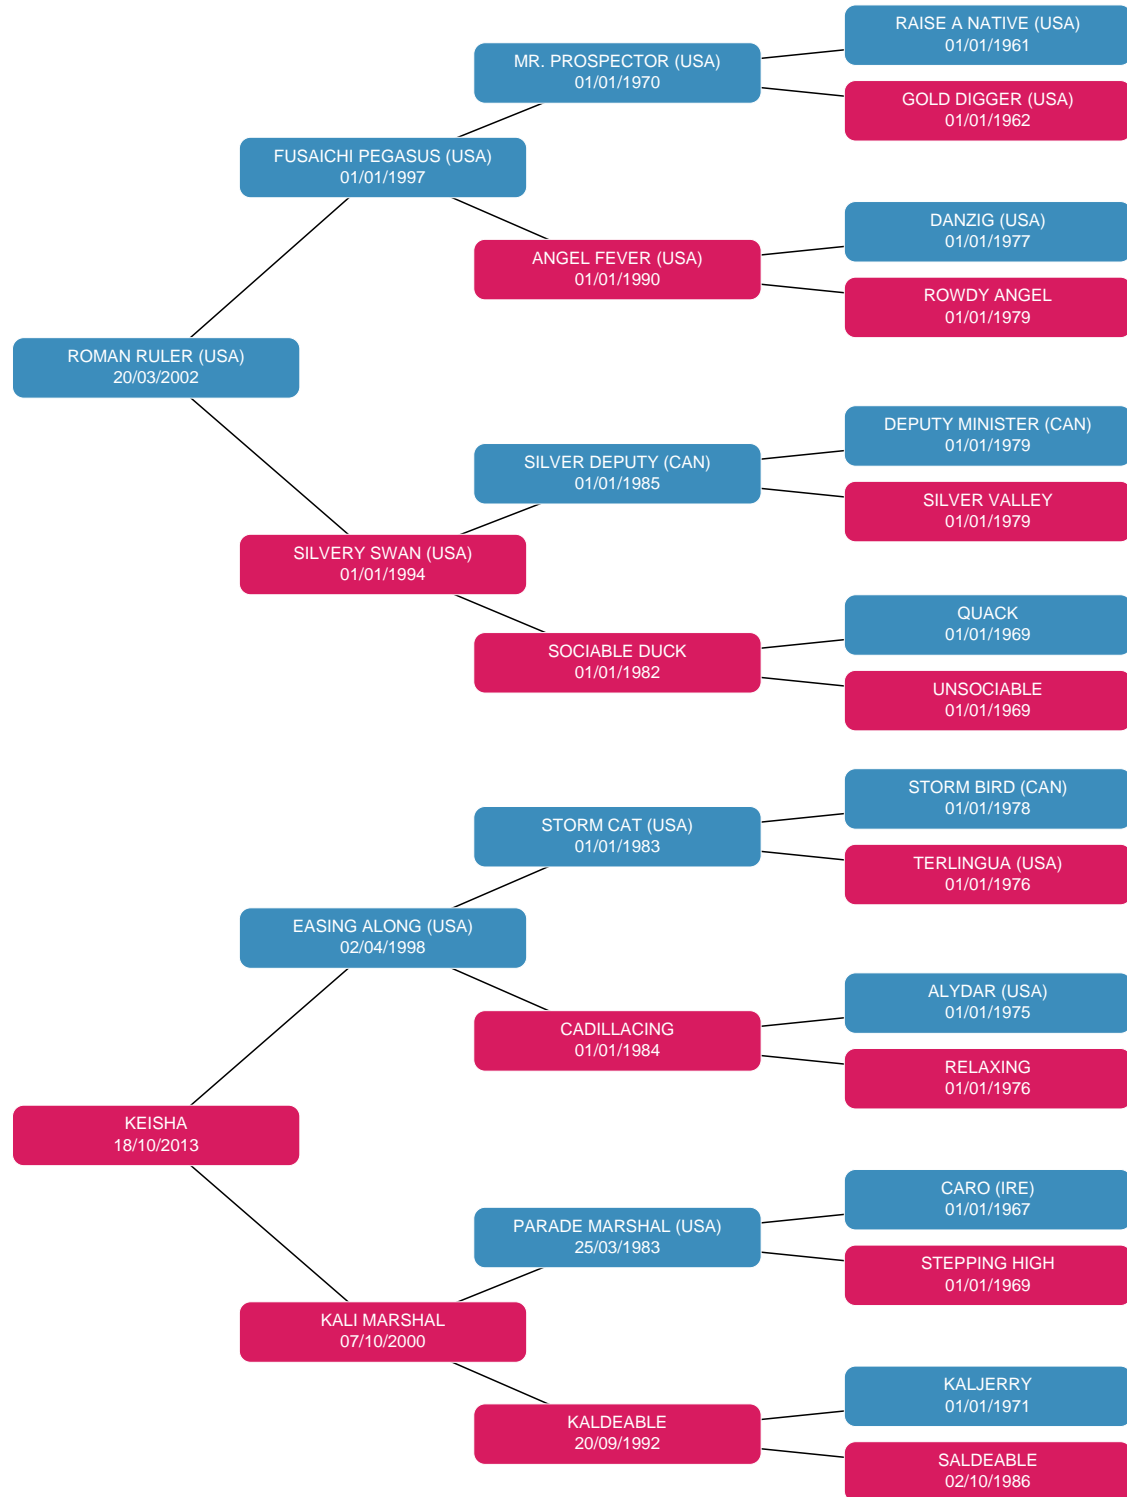 RAISE A NATIVE (USA)
01/01/1961
MR. PROSPECTOR (USA)
01/01/1970
GOLD DIGGER (USA)
01/01/1962
FUSAICHI PEGASUS (USA)
01/01/1997
DANZIG (USA)
01/01/1977
ANGEL FEVER (USA)
01/01/1990
ROWDY ANGEL
01/01/1979
ROMAN RULER (USA)
20/03/2002
DEPUTY MINISTER (CAN)
01/01/1979
SILVER DEPUTY (CAN)
01/01/1985
SILVER VALLEY
01/01/1979
SILVERY SWAN (USA)
01/01/1994
QUACK
01/01/1969
SOCIABLE DUCK
01/01/1982
UNSOCIABLE
01/01/1969
STORM BIRD (CAN)
01/01/1978
STORM CAT (USA)
01/01/1983
TERLINGUA (USA)
01/01/1976
EASING ALONG (USA)
02/04/1998
ALYDAR (USA)
01/01/1975
CADILLACING
01/01/1984
RELAXING
01/01/1976
KEISHA
18/10/2013
CARO (IRE)
01/01/1967
PARADE MARSHAL (USA)
25/03/1983
STEPPING HIGH
01/01/1969
KALI MARSHAL
07/10/2000
KALJERRY
01/01/1971
KALDEABLE
20/09/1992
SALDEABLE
02/10/1986